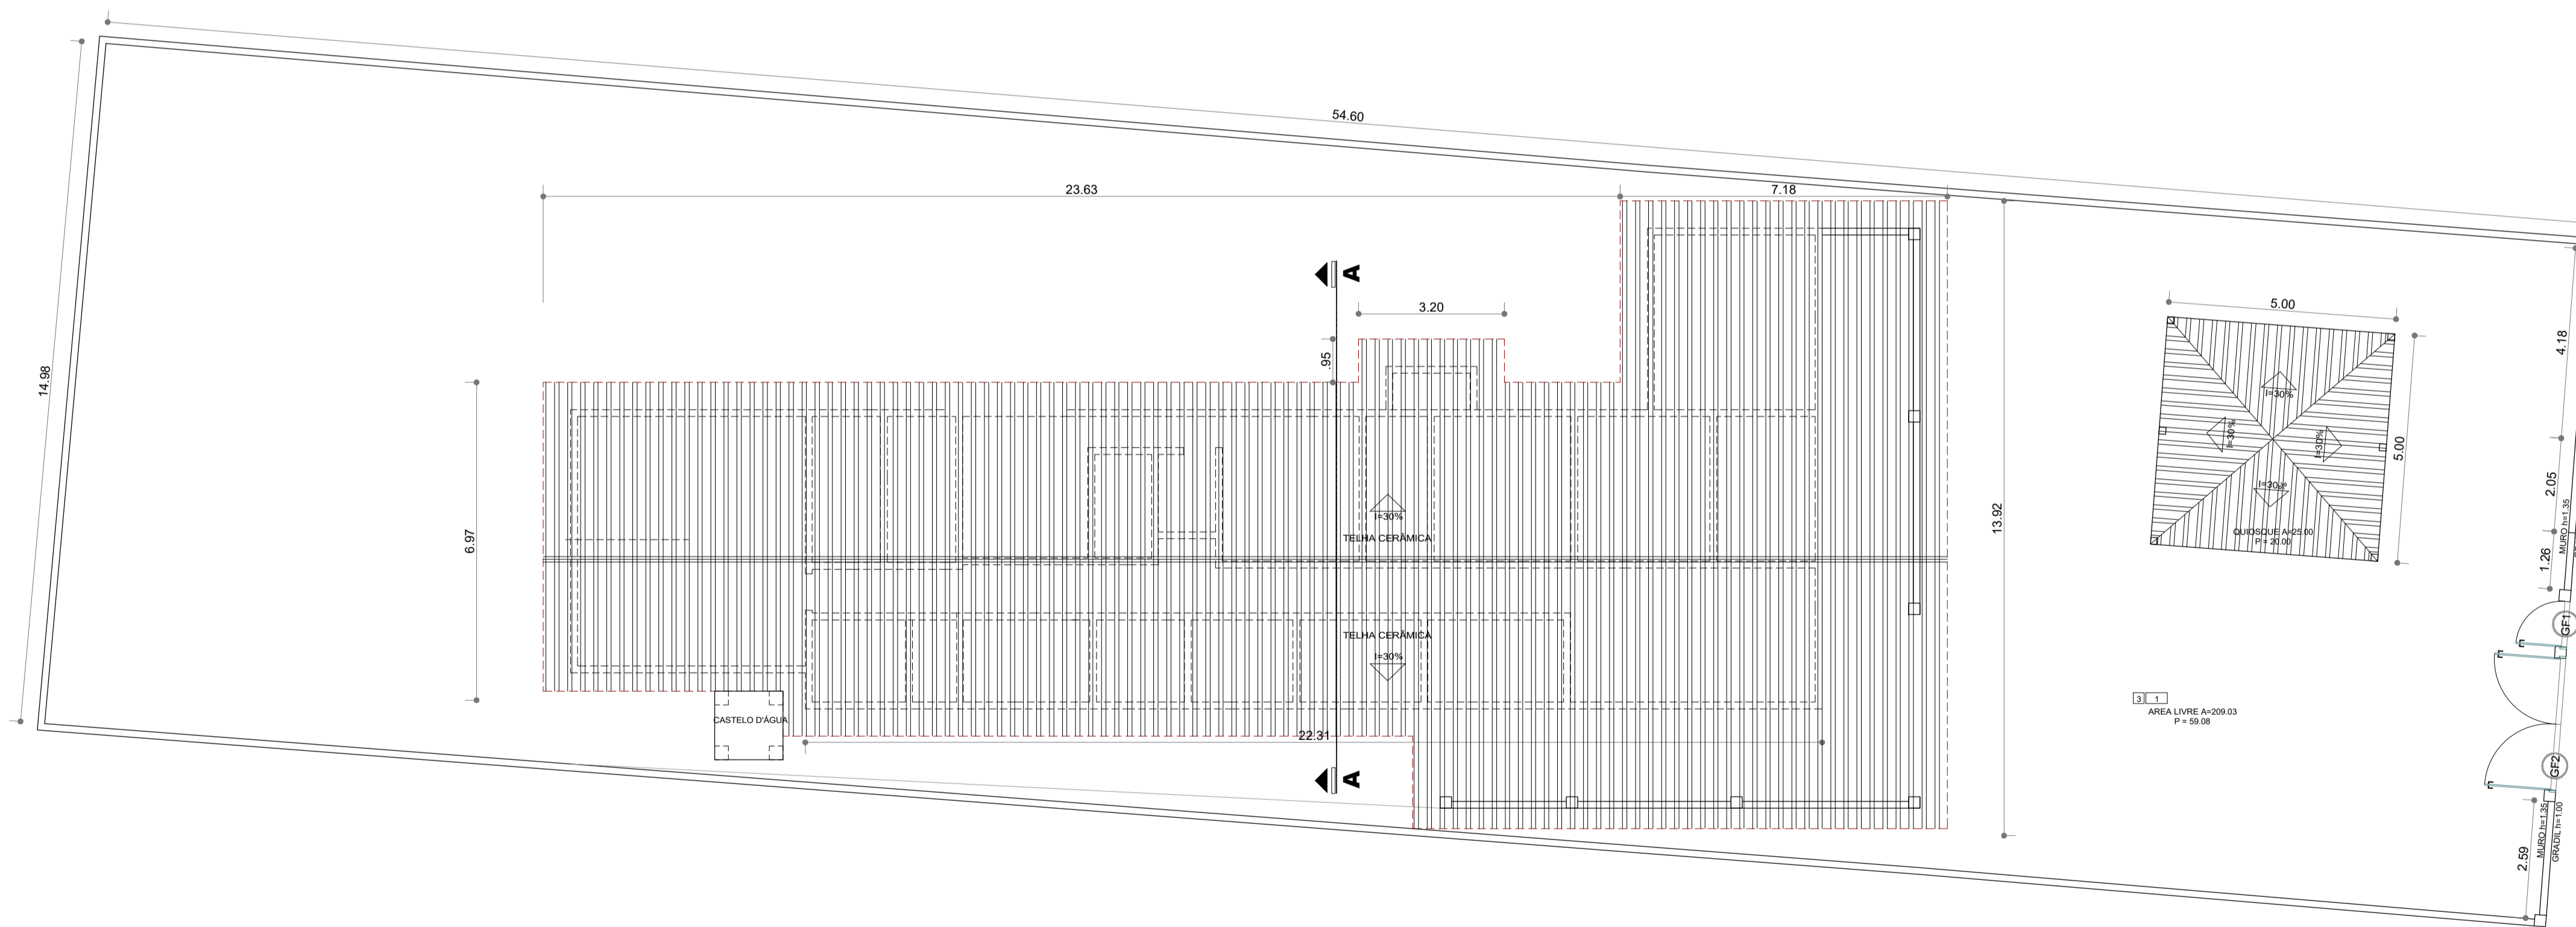 54.60
23.63
7.18
14.98
A
3.20
5.00
.95
4.18
I=30%
I=30%
I=30%
I=30%
5.00
2.05
MURO h=1.35
6.97
13.92
I=30%
TELHA CERÂMICA
QUIOSQUE A=25.00
P = 20.00
1.26
GF1
TELHA CERÂMICA
I=30%
3 1
AREA LIVRE A=209.03
P = 59.08
CASTELO D'ÁGUA
22.31
A
GF2
MURO h=1.35
GRADIL h=1.00
2.59